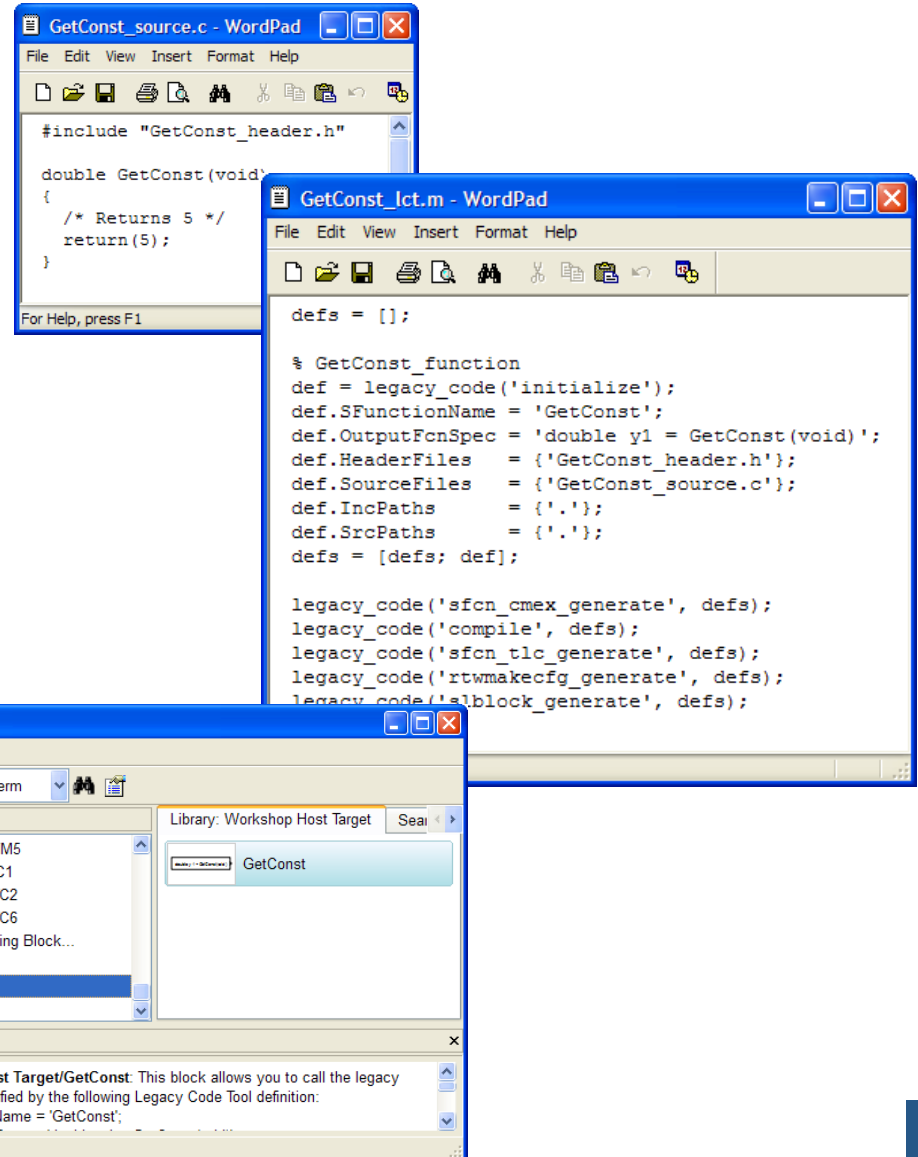 GetConst_source.c - WordPad
File Edit View Insert Format Help
#include "GetConst_header.h"
double GetConst(void)
{
/* Returns 5 */
return(5);
}
For Help, press F1
GetConst_lct.m - WordPad
File Edit View Insert Format Help
defs = [];
% GetConst_function
def = legacy_code('initialize');
def.SFunctionName = 'GetConst';
def.OutputFcnSpec = 'double y1 = GetConst(void)';
def.HeaderFiles   = {'GetConst_header.h'};
def.SourceFiles   = {'GetConst_source.c'};
def.IncPaths      = {'.'};
def.SrcPaths      = {'.'};
defs = [defs; def];
legacy_code('sfcn_cmex_generate', defs);
legacy_code('compile', defs);
legacy_code('sfcn_tlc_generate', defs);
legacy_code('rtwmakecfg_generate', defs);
legacy_code('slblock_generate', defs);
erm
Library: Workshop Host Target
Sear
M5
C1
C2
C6
ing Block...
GetConst
st Target/GetConst: This block allows you to call the legacy
fied by the following Legacy Code Tool definition:
Name = 'GetConst';